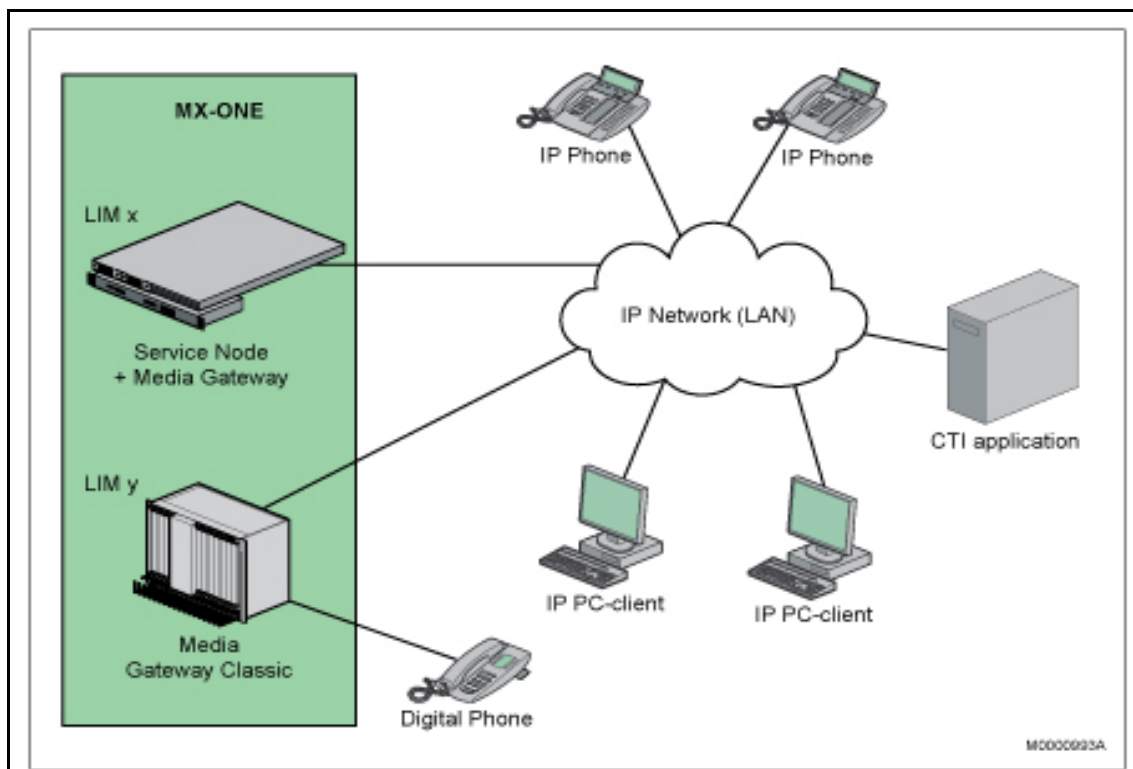 MX-ONE
LIM x
Service Node
+ Media Gateway
LIM y
Media
Gateway Classic
IP Phone
IP Phone
IP Network (LAN)
CTI application
IP PC-client
IP PC-client
Digital Phone
M0000993A